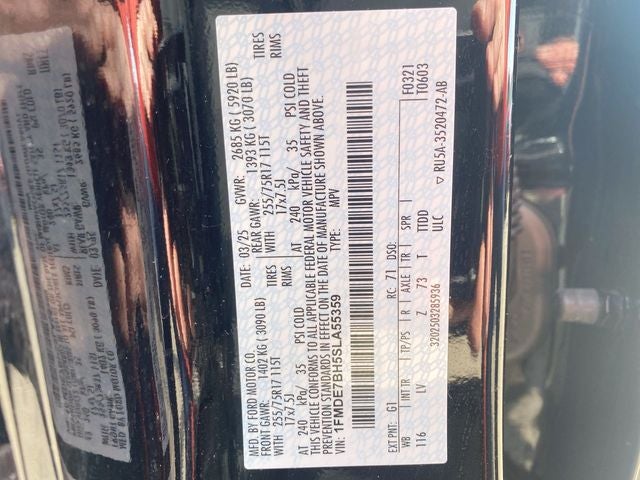 MFD. BY FORD MOTOR CO.
DATE: 03/25 GVWR: 2685 KG ( 5920 LB)
FRONT GAWR: 1402 KG ( 3090 LB) REAR GAWR: 1393 KG ( 3070 LB)
255/75R17 115T WITH 255/75R17 115T TIRES
17x7.5J RIMS 17x7.5J RIMS
AT 240 kPa/ 35 PSI COLD AT 240 kPa/ 35 PSI COLD
THIS VEHICLE CONFORMS TO ALL APPLICABLE FEDERAL MOTOR VEHICLE SAFETY AND THEFT
PREVENTION STANDARDS IN EFFECT ON THE DATE OF MANUFACTURE SHOWN ABOVE.
VIN: 1FMDE7BH5SLA55359
TYPE: MPV
F0321
T0603
EXT PNT: G1 RC: 71 DSO:
WB INT TR TP/PS R AXLE TR SPR
116 LV Z 73 T TTDD
ULC
3202503285936
RU5A-3520472-AB